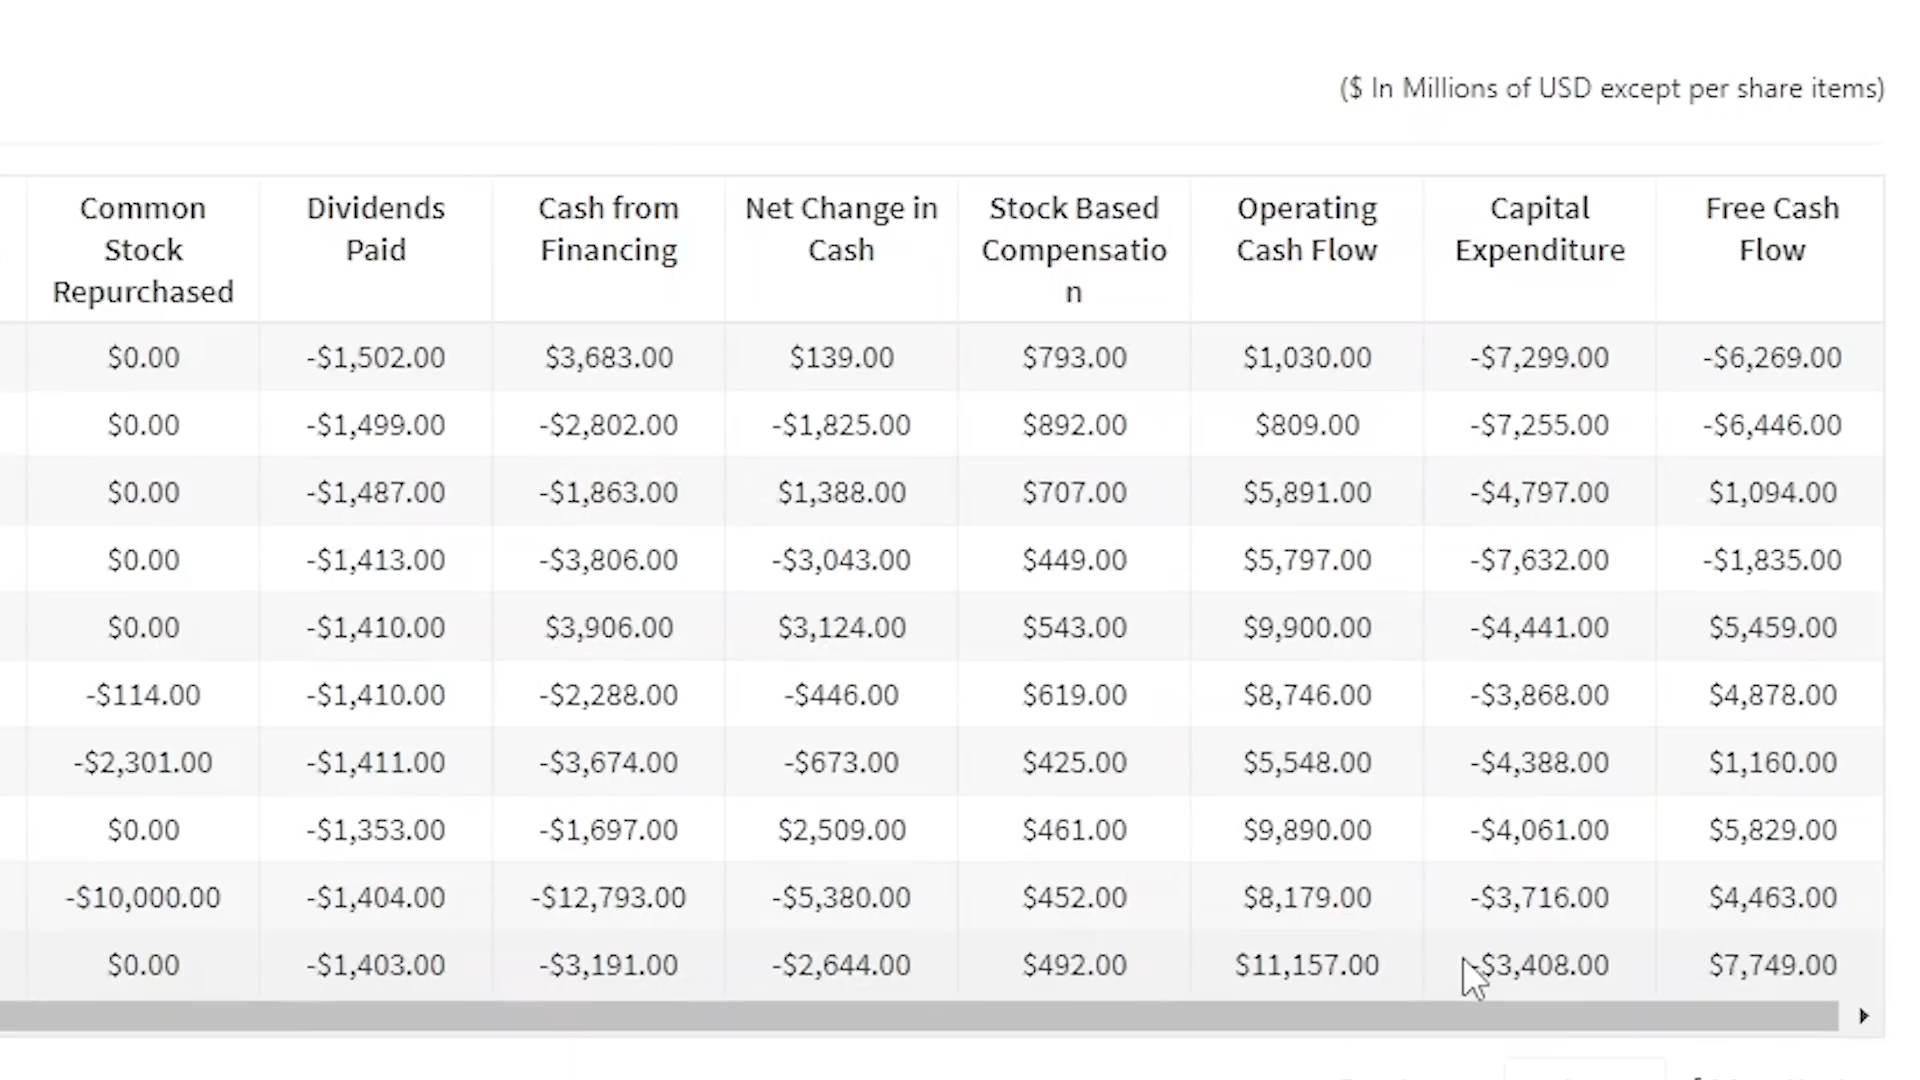 ($ In Millions of USD except per share items)
Common Stock Repurchased Dividends Paid Cash from Financing Net Change in Cash Stock Based Compensatio n Operating Cash Flow Capital Expenditure Free Cash Flow
$0.00 -$1,502.00 $3,683.00 $139.00 $793.00 $1,030.00 -$7,299.00 -$6,269.00
$0.00 -$1,499.00 -$2,802.00 -$1,825.00 $892.00 $809.00 -$7,255.00 -$6,446.00
$0.00 -$1,487.00 -$1,863.00 $1,388.00 $707.00 $5,891.00 -$4,797.00 $1,094.00
$0.00 -$1,413.00 -$3,806.00 -$3,043.00 $449.00 $5,797.00 -$7,632.00 -$1,835.00
$0.00 -$1,410.00 $3,906.00 $3,124.00 $543.00 $9,900.00 -$4,441.00 $5,459.00
-$114.00 -$1,410.00 -$2,288.00 -$446.00 $619.00 $8,746.00 -$3,868.00 $4,878.00
-$2,301.00 -$1,411.00 -$3,674.00 -$673.00 $425.00 $5,548.00 -$4,388.00 $1,160.00
$0.00 -$1,353.00 -$1,697.00 $2,509.00 $461.00 $9,890.00 -$4,061.00 $5,829.00
-$10,000.00 -$1,404.00 -$12,793.00 -$5,380.00 $452.00 $8,179.00 -$3,716.00 $4,463.00
$0.00 -$1,403.00 -$3,191.00 -$2,644.00 $492.00 $11,157.00 -$3,408.00 $7,749.00